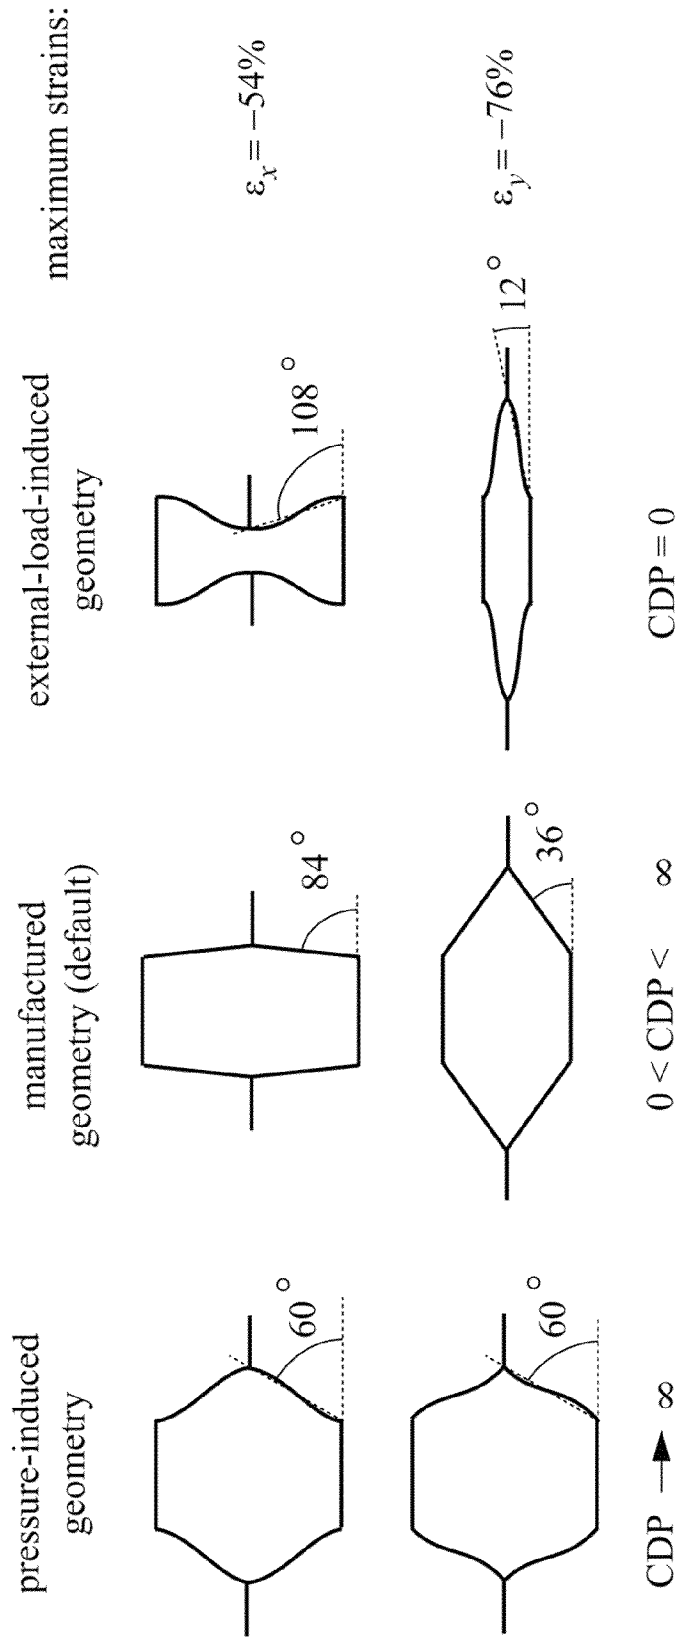 pressure-induced
geometry
manufactured
geometry (default)
external-load-induced
geometry
maximum strains:
60°
84°
108°
εx = −54%
60°
36°
12°
εy = −76%
CDP → ∞
0 < CDP < ∞
CDP = 0